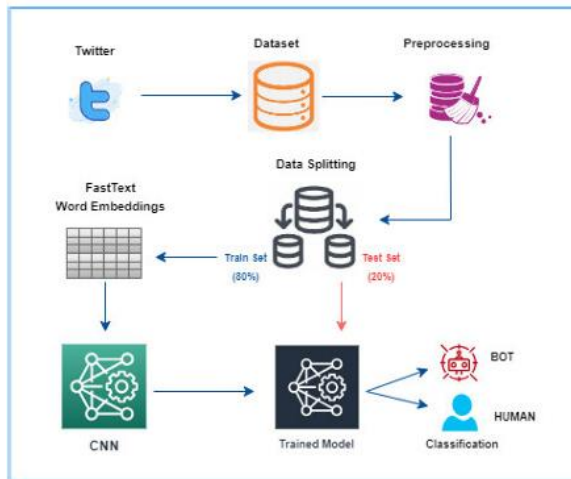 Twitter
Dataset
Preprocessing
Data Splitting
FastText
Word Embeddings
Train Set
(80%)
Test Set
(20%)
BOT
HUMAN
CNN
Trained Model
Classification